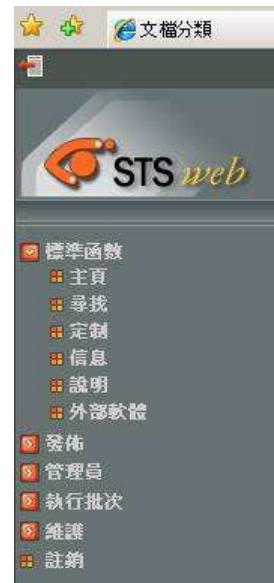 文檔分類
STS web
標準函數
主頁
尋找
定制
信息
說明
外部軟體
發佈
管理員
執行批次
維護
註銷